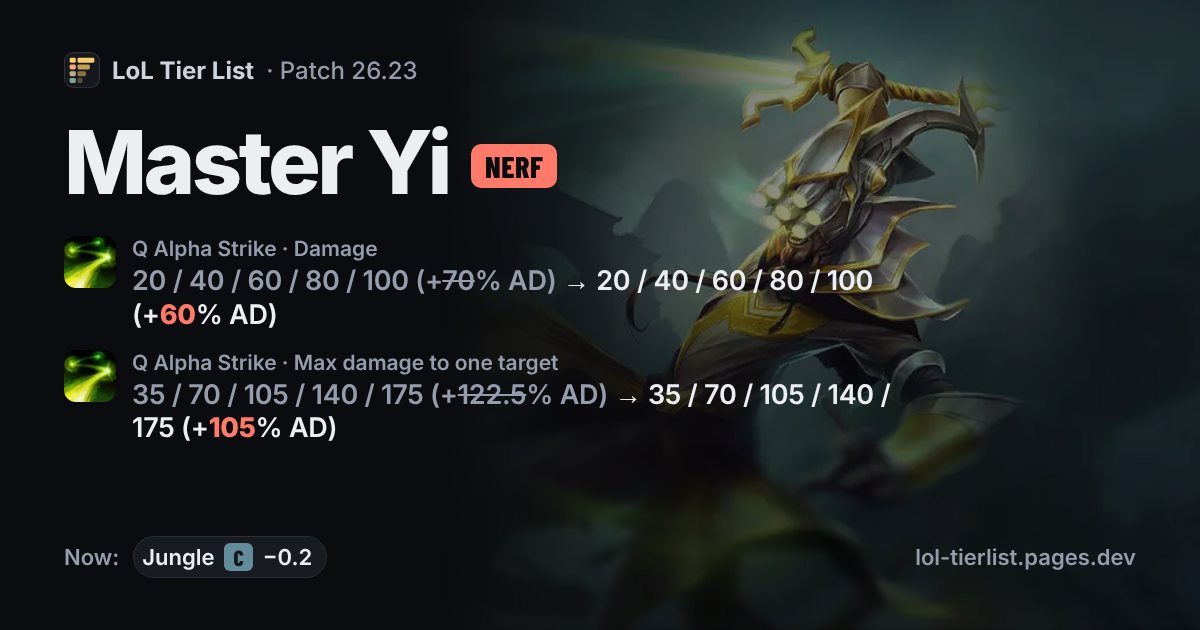 LoL Tier List · Patch 26.23
Master Yi NERF
Q Alpha Strike · Damage
20 / 40 / 60 / 80 / 100 (+70% AD) → 20 / 40 / 60 / 80 / 100
(+60% AD)
Q Alpha Strike · Max damage to one target
35 / 70 / 105 / 140 / 175 (+122.5% AD) → 35 / 70 / 105 / 140 /
175 (+105% AD)
Now: Jungle C −0.2
lol-tierlist.pages.dev